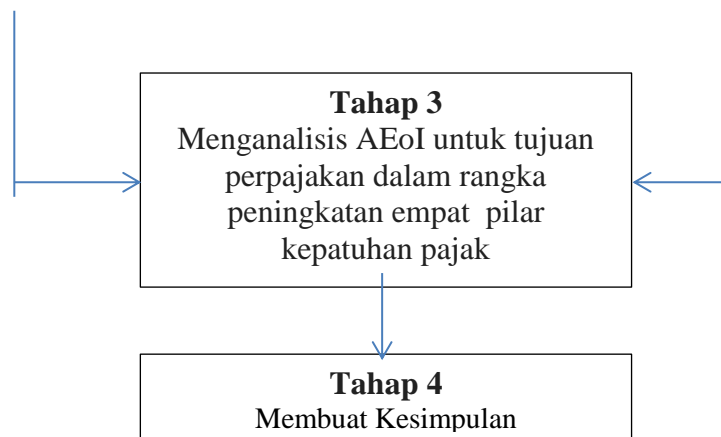 Tahap 3
Menganalisis AEoI untuk tujuan
perpajakan dalam rangka
peningkatan empat pilar
kepatuhan pajak
Tahap 4
Membuat Kesimpulan